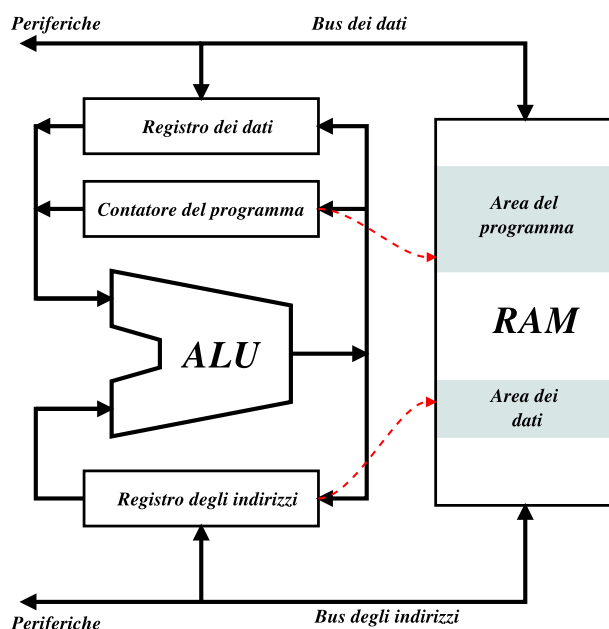 Periferiche
Bus dei dati
Registro dei dati
Contatore del programma
Area del
programma
ALU
RAM
Area dei
dati
Registro degli indirizzi
Periferiche
Bus degli indirizzi